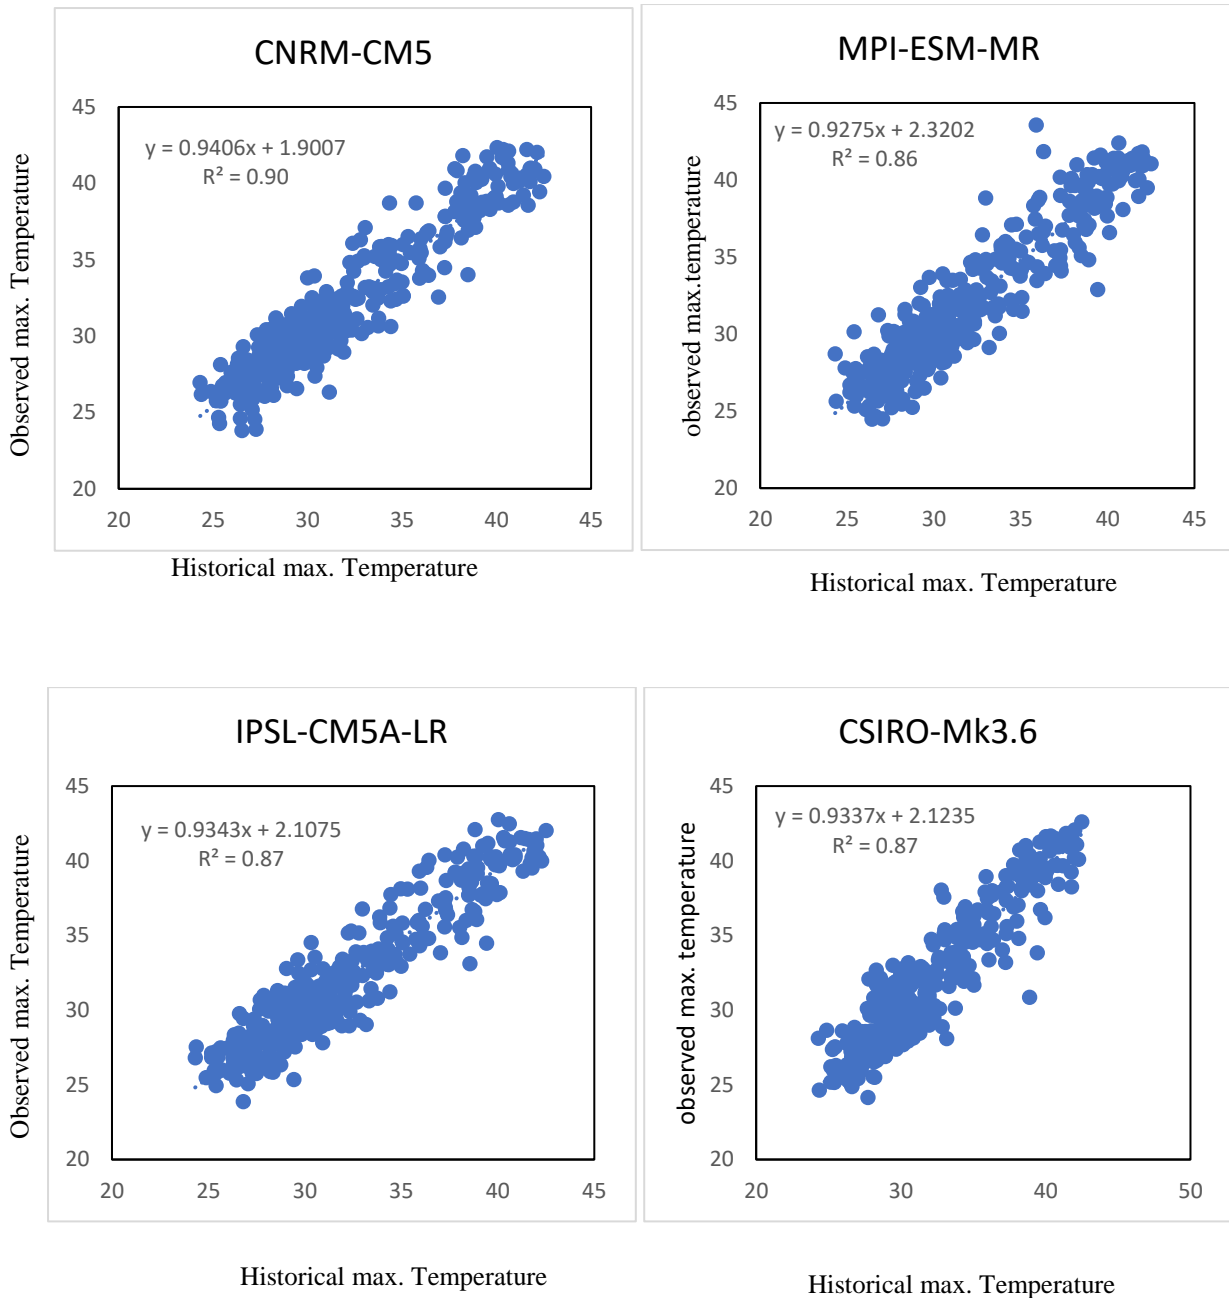 CNRM-CM5
y = 0.9406x + 1.9007
R² = 0.90
Observed max. Temperature
45
40
35
30
25
20
20 25 30 35 40 45
Historical max. Temperature
MPI-ESM-MR
y = 0.9275x + 2.3202
R² = 0.86
observed max.temperature
45
40
35
30
25
20
20 25 30 35 40 45
Historical max. Temperature
IPSL-CM5A-LR
y = 0.9343x + 2.1075
R² = 0.87
Observed max. Temperature
45
40
35
30
25
20
20 25 30 35 40 45
Historical max. Temperature
CSIRO-Mk3.6
y = 0.9337x + 2.1235
R² = 0.87
observed max. temperature
45
40
35
30
25
20
20 30 40 50
Historical max. Temperature